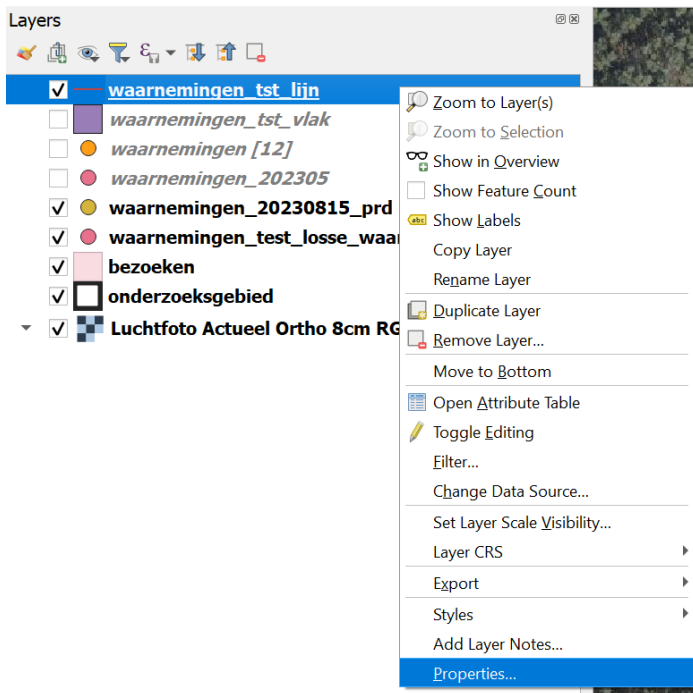 Layers
waarnemingen_tst_lijn
waarnemingen_tst_vlak
waarnemingen [12]
waarnemingen_202305
waarnemingen_20230815_prd
waarnemingen_test_losse_waa
bezoeken
onderzoeksgebied
Luchtfoto Actueel Ortho 8cm RG
Zoom to Layer(s)
Zoom to Selection
Show in Overview
Show Feature Count
abc Show Labels
Copy Layer
Rename Layer
Duplicate Layer
Remove Layer...
Move to Bottom
Open Attribute Table
Toggle Editing
Filter...
Change Data Source...
Set Layer Scale Visibility...
Layer CRS
Export
Styles
Add Layer Notes...
Properties...